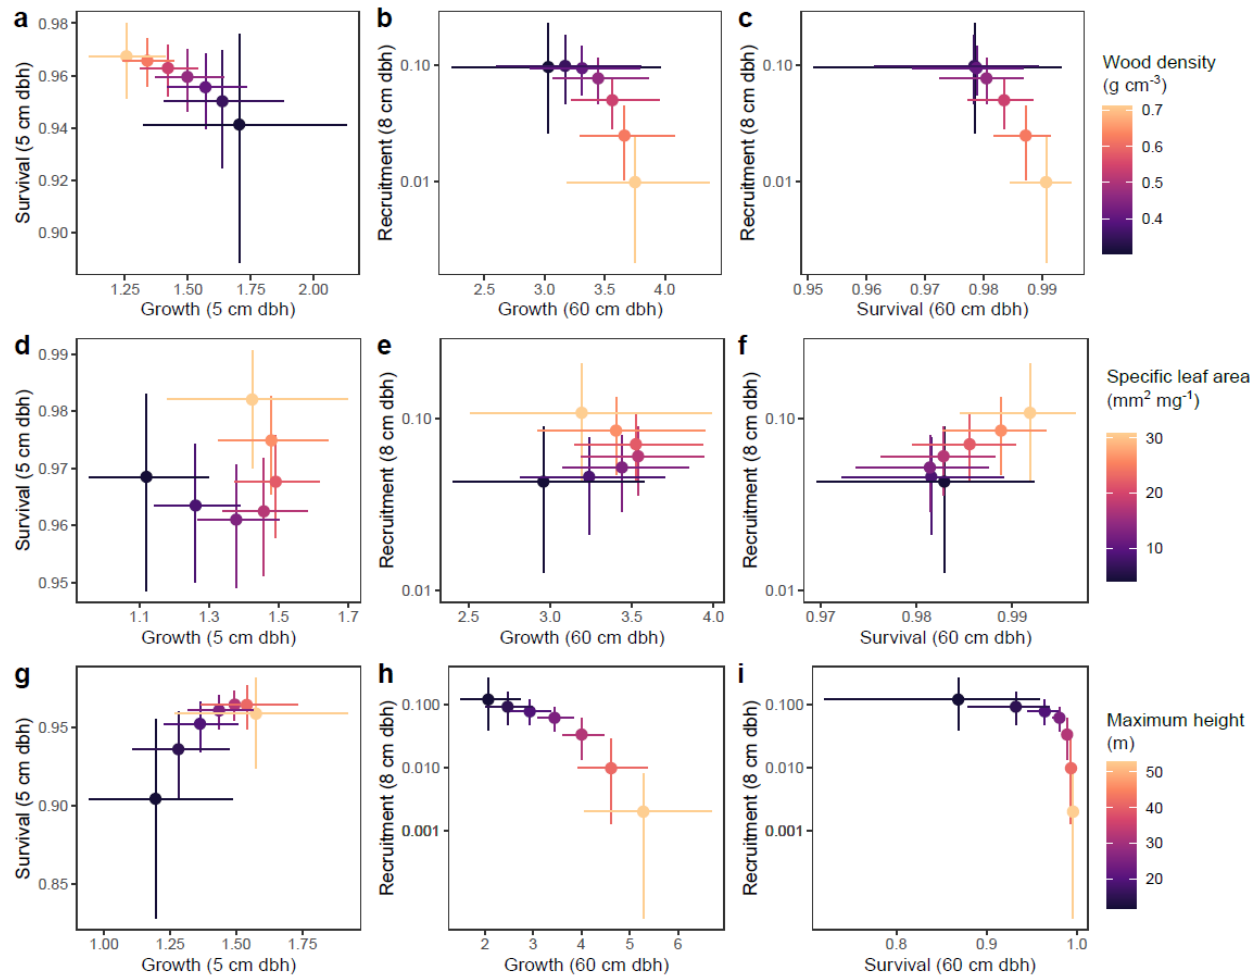 a
0.98
0.96
0.94
0.92
0.90
Survival (5 cm dbh)
1.25
1.50
1.75
2.00
Growth (5 cm dbh)
b
0.10
0.01
Recruitment (8 cm dbh)
2.5
3.0
3.5
4.0
Growth (60 cm dbh)
c
0.10
0.01
Recruitment (8 cm dbh)
0.95
0.96
0.97
0.98
0.99
Survival (60 cm dbh)
Wood density
(g cm⁻³)
0.7
0.6
0.5
0.4
d
0.99
0.98
0.97
0.96
0.95
Survival (5 cm dbh)
1.1
1.3
1.5
1.7
Growth (5 cm dbh)
e
0.10
0.01
Recruitment (8 cm dbh)
2.5
3.0
3.5
4.0
Growth (60 cm dbh)
f
0.10
0.01
Recruitment (8 cm dbh)
0.97
0.98
0.99
Survival (60 cm dbh)
Specific leaf area
(mm² mg⁻¹)
30
20
10
g
0.95
0.90
0.85
Survival (5 cm dbh)
1.00
1.25
1.50
1.75
Growth (5 cm dbh)
h
0.100
0.010
0.001
Recruitment (8 cm dbh)
2
3
4
5
6
Growth (60 cm dbh)
i
0.100
0.010
0.001
Recruitment (8 cm dbh)
0.8
0.9
1.0
Survival (60 cm dbh)
Maximum height
(m)
50
40
30
20